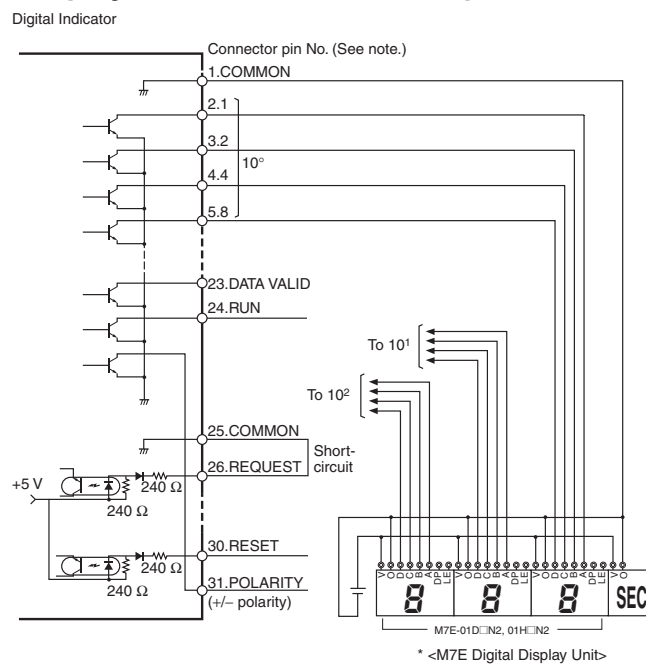 Digital Indicator
Connector pin No. (See note.)
1.COMMON
2.1
3.2
10°
4.4
5.8
23.DATA VALID
24.RUN
To 10¹
To 10²
25.COMMON
Short-
circuit
26.REQUEST
+5 V
240 Ω
240 Ω
30.RESET
240 Ω
31.POLARITY
240 Ω
(+/– polarity)
V O D C B A DP LE V O D C B A DP LE V O D C B A DP LE V O
8 8 8 SEC
M7E-01D□N2, 01H□N2
* <M7E Digital Display Unit>